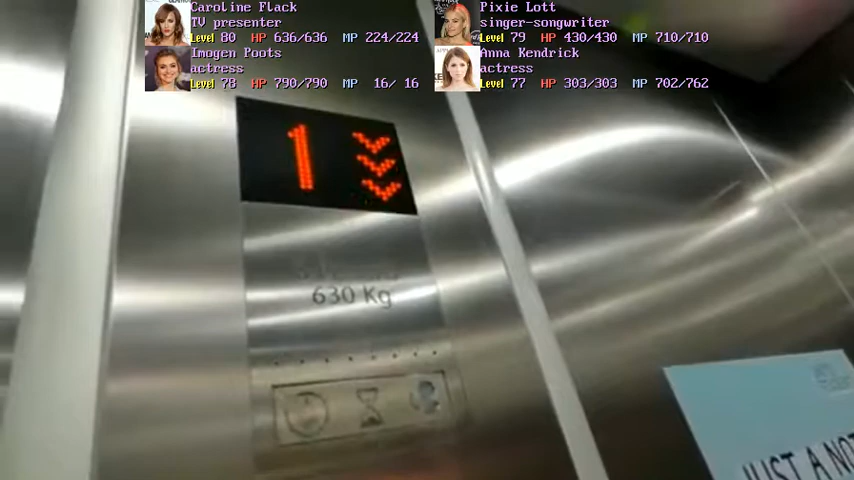 CaroLine FLack
TV presenter
Level 80 HP 636/636 MP 224/224
Imogen Poots
actress
Level 78 HP 790/790 MP 16/ 16
Pixie Lott
singer-songwriter
Level 79 HP 430/430 MP 710/710
Anna Kendrick
actress
Level 77 HP 303/303 MP 702/762
1
630 Kg
JUST A NOT